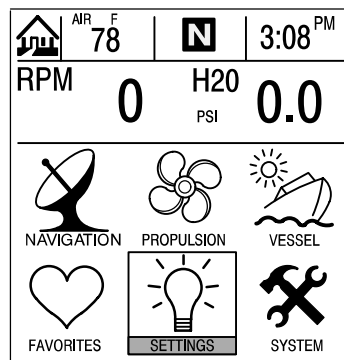 AIR F
78 N 3:08 PM
RPM 0 H20 PSI 0.0
NAVIGATION PROPULSION VESSEL
FAVORITES SETTINGS SYSTEM